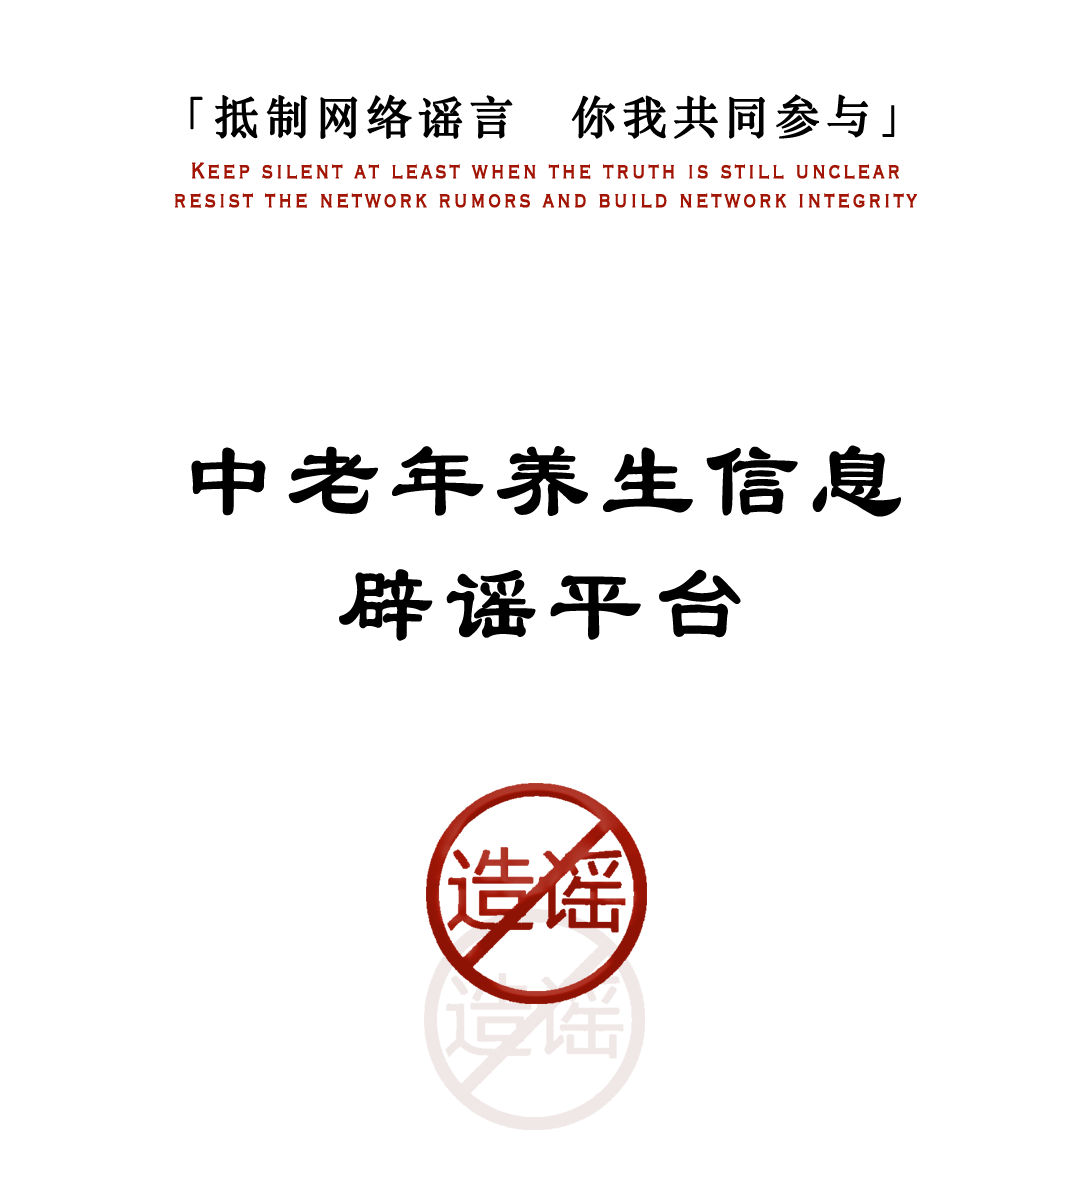 「抵制网络谣言　你我共同参与」
KEEP SILENT AT LEAST WHEN THE TRUTH IS STILL UNCLEAR
RESIST THE NETWORK RUMORS AND BUILD NETWORK INTEGRITY
中老年养生信息
辟谣平台
造谣
造谣